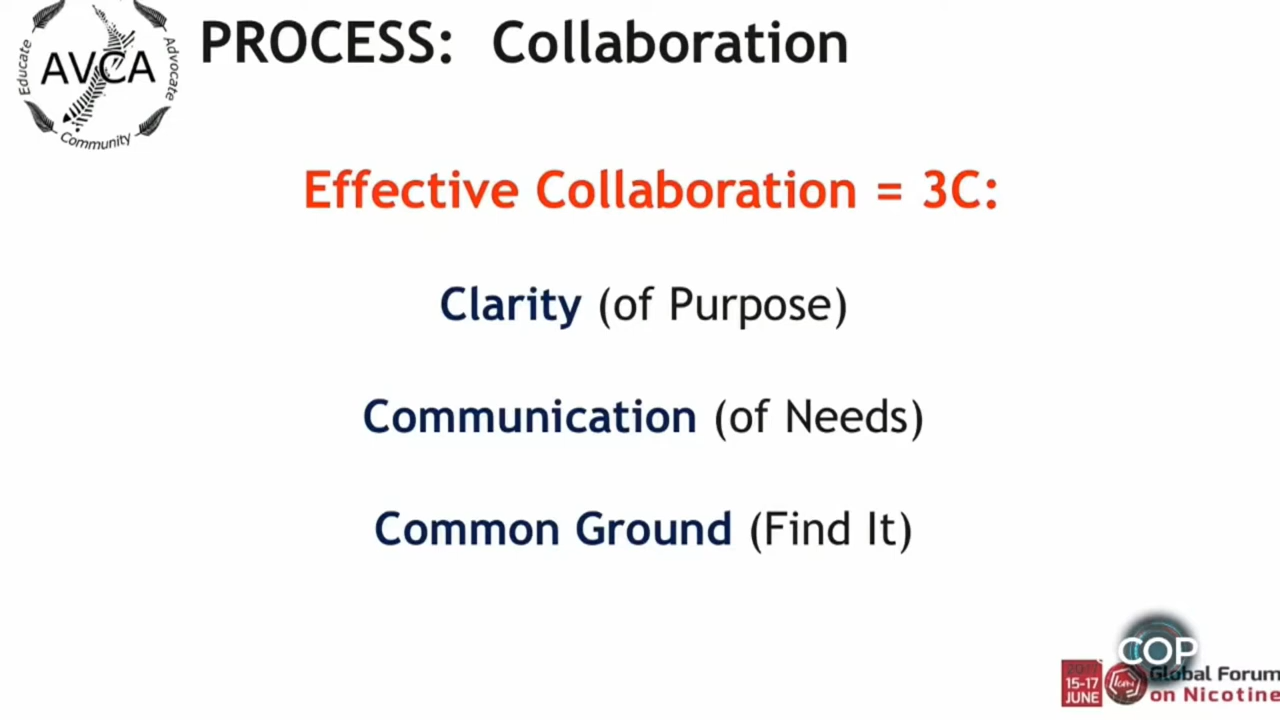 PROCESS: Collaboration
Educate
AVCA
Advocate
Community
Effective Collaboration = 3C:
Clarity (of Purpose)
Communication (of Needs)
Common Ground (Find It)
COP
2017
15-17
JUNE
Global Forum
on Nicotine